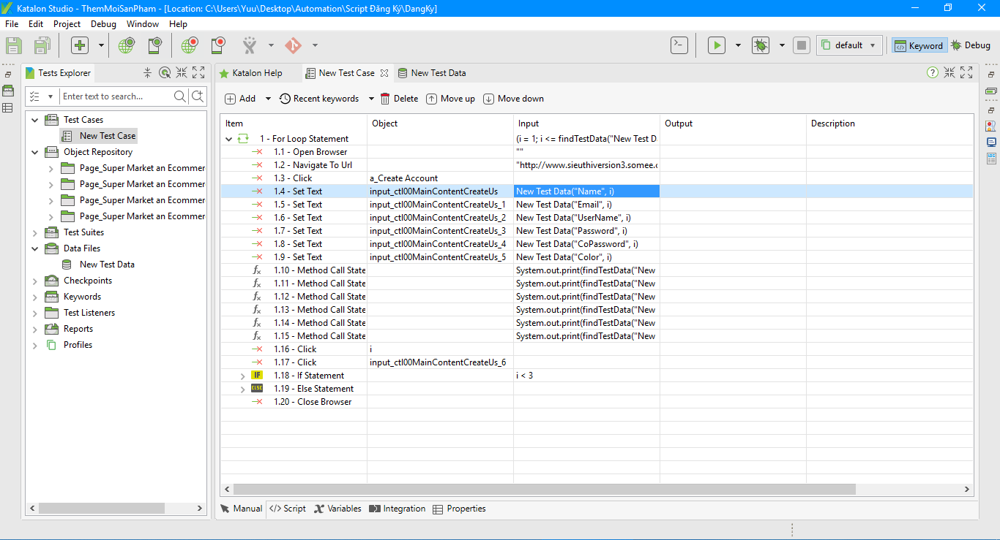 Katalon Studio - ThemMoiSanPham - [Location: C:\Users\Yuu\Desktop\Automation\Script Đăng Ký\DangKy]
File Edit Project Debug Window Help
default Keyword Debug
Tests Explorer
Enter text to search...
Test Cases
New Test Case
Object Repository
Page_Super Market an Ecommer
Page_Super Market an Ecommer
Page_Super Market an Ecommer
Page_Super Market an Ecommer
Test Suites
Data Files
New Test Data
Checkpoints
Keywords
Test Listeners
Reports
Profiles
Katalon Help New Test Case New Test Data
Add Recent keywords Delete Move up Move down
Item Object Input Output Description
1 - For Loop Statement (i = 1; i <= findTestData("New Test D
1.1 - Open Browser ""
1.2 - Navigate To Url "http://www.sieuthiversion3.somee.c
1.3 - Click a_Create Account
1.4 - Set Text input_ctl00MainContentCreateUs New Test Data("Name", i)
1.5 - Set Text input_ctl00MainContentCreateUs_1 New Test Data("Email", i)
1.6 - Set Text input_ctl00MainContentCreateUs_2 New Test Data("UserName", i)
1.7 - Set Text input_ctl00MainContentCreateUs_3 New Test Data("Password", i)
1.8 - Set Text input_ctl00MainContentCreateUs_4 New Test Data("CoPassword", i)
1.9 - Set Text input_ctl00MainContentCreateUs_5 New Test Data("Color", i)
1.10 - Method Call State System.out.print(findTestData("New
1.11 - Method Call State System.out.print(findTestData("New
1.12 - Method Call State System.out.print(findTestData("New
1.13 - Method Call State System.out.print(findTestData("New
1.14 - Method Call State System.out.print(findTestData("New
1.15 - Method Call State System.out.print(findTestData("New
1.16 - Click i
1.17 - Click input_ctl00MainContentCreateUs_6
IF 1.18 - If Statement i < 3
ELSE 1.19 - Else Statement
1.20 - Close Browser
Manual </> Script Variables Integration Properties